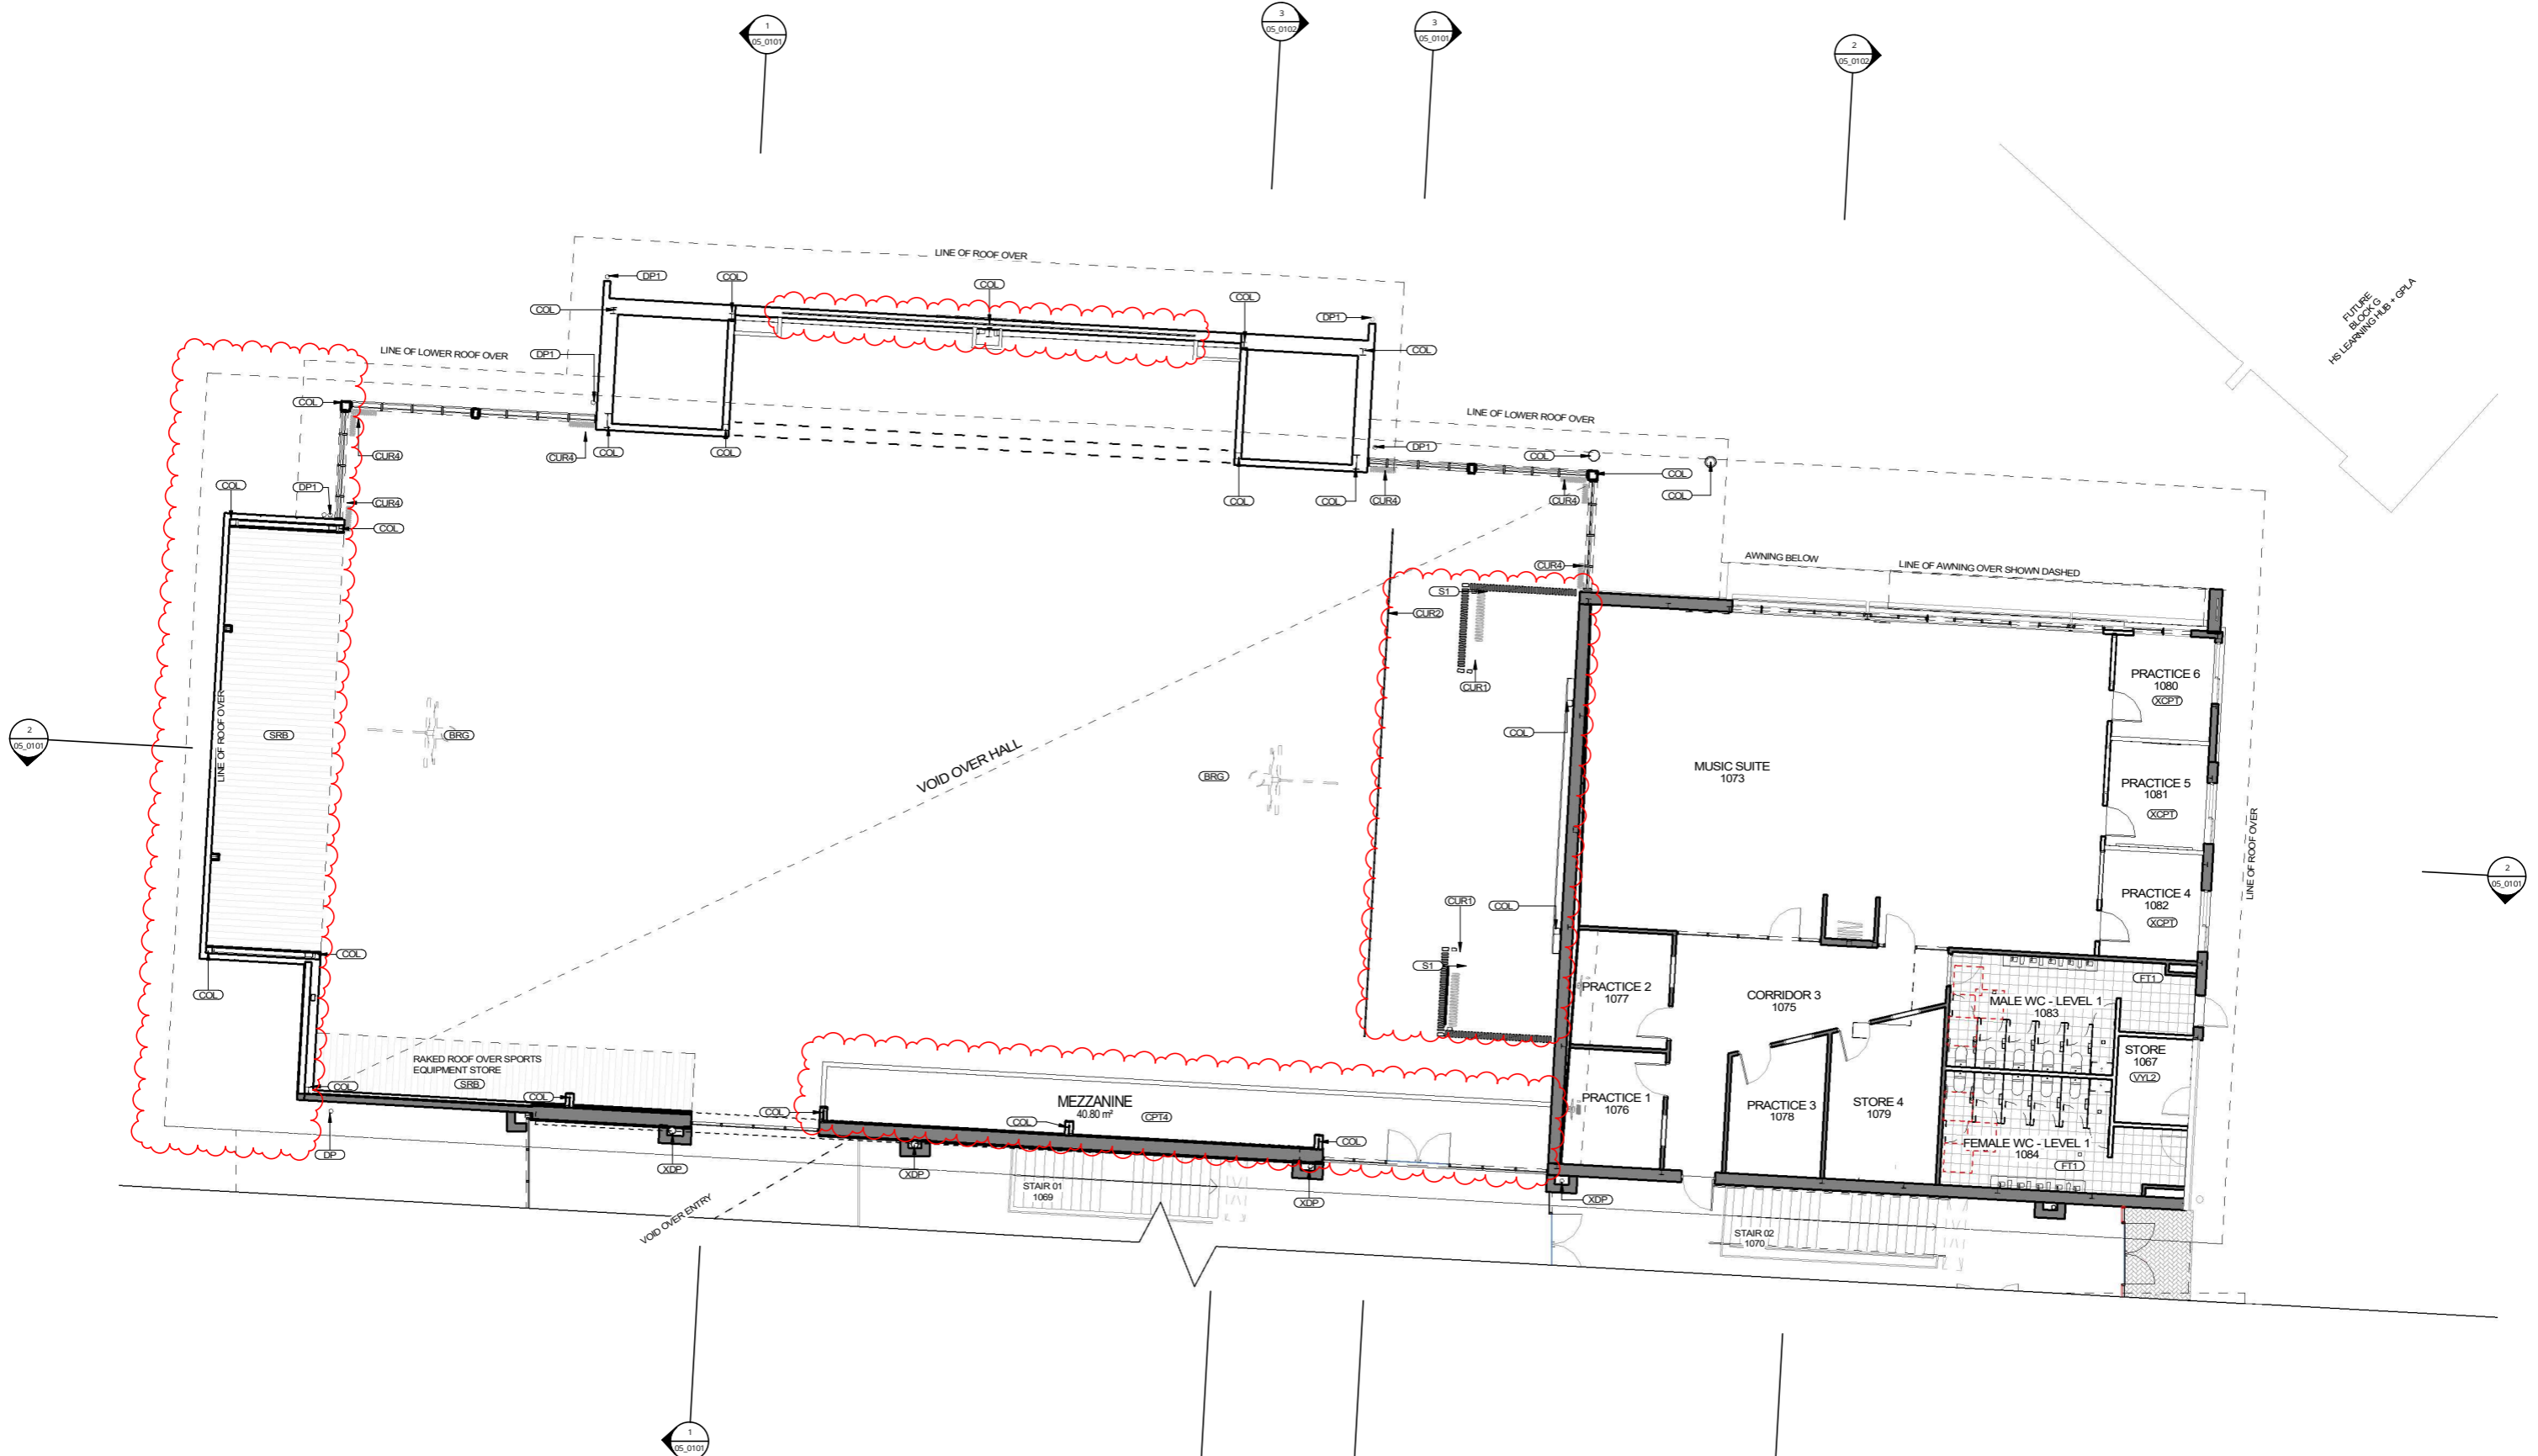 1
05_0101
3
05_0102
3
05_0101
2
05_0102
LINE OF ROOF OVER
DP1
COL
COL
COL
COL
DP1
COL
DP1
LINE OF LOWER ROOF OVER
FUTURE
BLOCK G
HS LEARNING HUB + GPLA
COL
CUR4
CUR4
COL
COL
LINE OF LOWER ROOF OVER
DP1
COL
COL
COL
COL
COL
CUR4
CUR4
COL
DP1
CUR4
COL
LINE OF ROOF OVER
SRB
BRG
BRG
VOID OVER HALL
CUR4
S1
CUR2
CUR1
COL
AWNING BELOW
LINE OF AWNING OVER SHOWN DASHED
MUSIC SUITE
1073
PRACTICE 6
1080
XCPT
PRACTICE 5
1081
XCPT
PRACTICE 4
1082
XCPT
LINE OF ROOF OVER
2
05_0101
2
05_0101
CUR1
COL
S1
COL
COL
PRACTICE 2
1077
CORRIDOR 3
1075
MALE WC - LEVEL 1
1083
FT1
STORE
1067
VYL2
RAKED ROOF OVER SPORTS
EQUIPMENT STORE
SRB
COL
COL
COL
MEZZANINE
40.80 m²
CPT4
COL
COL
PRACTICE 1
1076
PRACTICE 3
1078
STORE 4
1079
FEMALE WC - LEVEL 1
1084
FT1
DP
XDP
XDP
STAIR 01
1069
XDP
XDP
VOID OVER ENTRY
STAIR 02
1070
1
05_0101